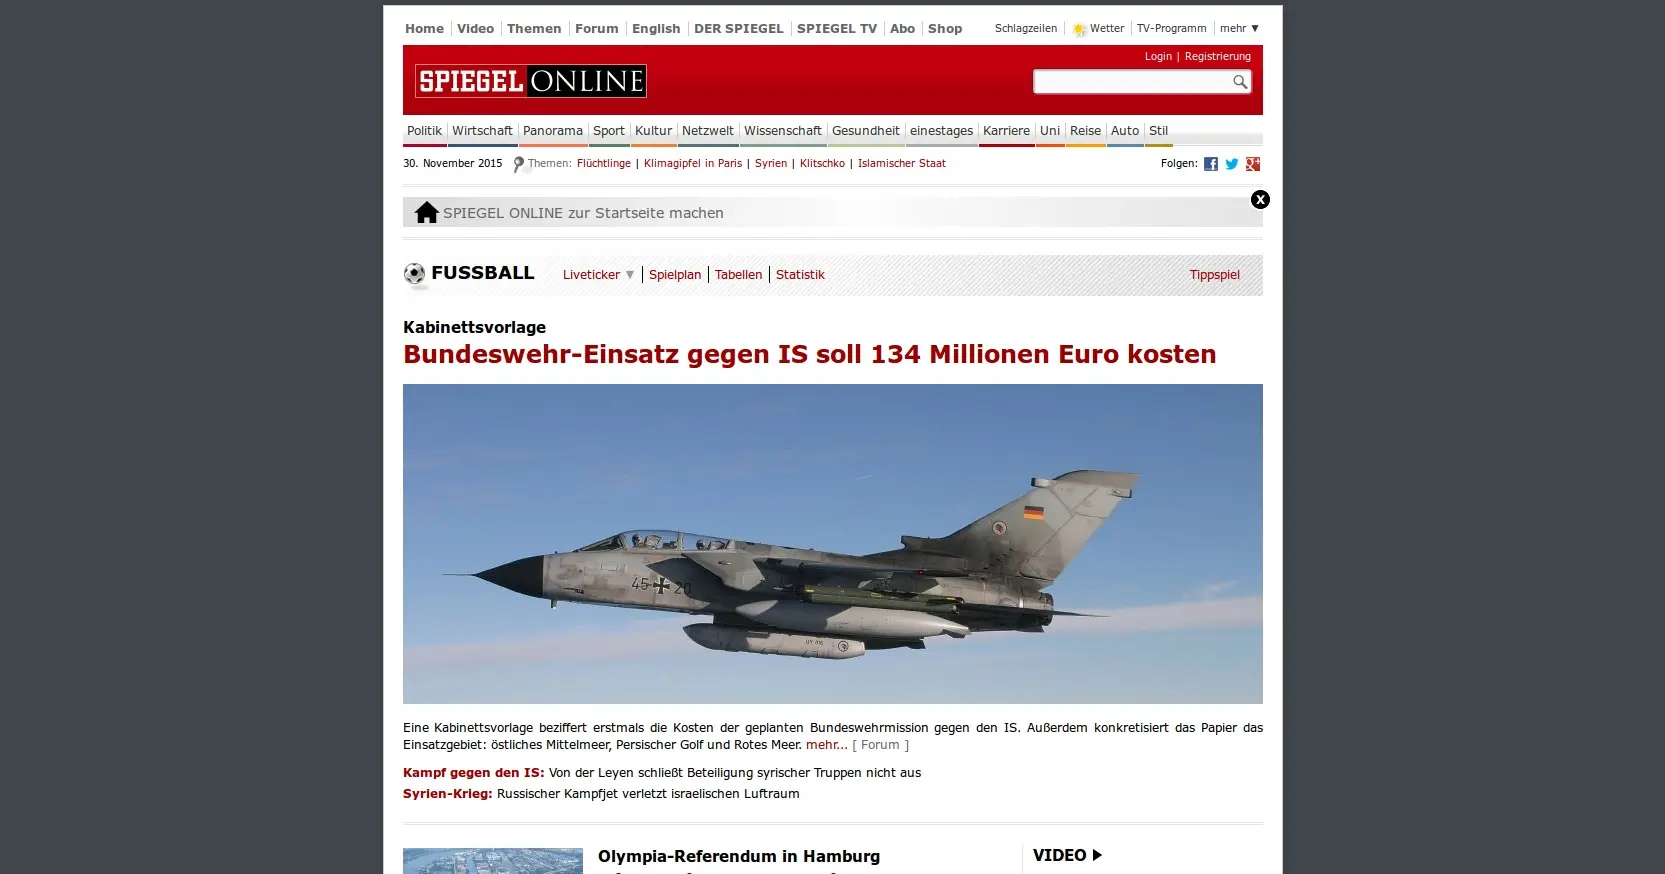 Home Video Themen Forum English DER SPIEGEL SPIEGEL TV Abo Shop Schlagzeilen Wetter TV-Programm mehr ▼
Login | Registrierung
SPIEGEL ONLINE
Politik Wirtschaft Panorama Sport Kultur Netzwelt Wissenschaft Gesundheit einestages Karriere Uni Reise Auto Stil
30. November 2015 Themen: Flüchtlinge | Klimagipfel in Paris | Syrien | Klitschko | Islamischer Staat Folgen:
SPIEGEL ONLINE zur Startseite machen X
FUSSBALL Liveticker ▼ Spielplan Tabellen Statistik Tippspiel
Kabinettsvorlage
Bundeswehr-Einsatz gegen IS soll 134 Millionen Euro kosten
45 20
Eine Kabinettsvorlage beziffert erstmals die Kosten der geplanten Bundeswehrmission gegen den IS. Außerdem konkretisiert das Papier das
Einsatzgebiet: östliches Mittelmeer, Persischer Golf und Rotes Meer. mehr... [ Forum ]
Kampf gegen den IS: Von der Leyen schließt Beteiligung syrischer Truppen nicht aus
Syrien-Krieg: Russischer Kampfjet verletzt israelischen Luftraum
Olympia-Referendum in Hamburg VIDEO